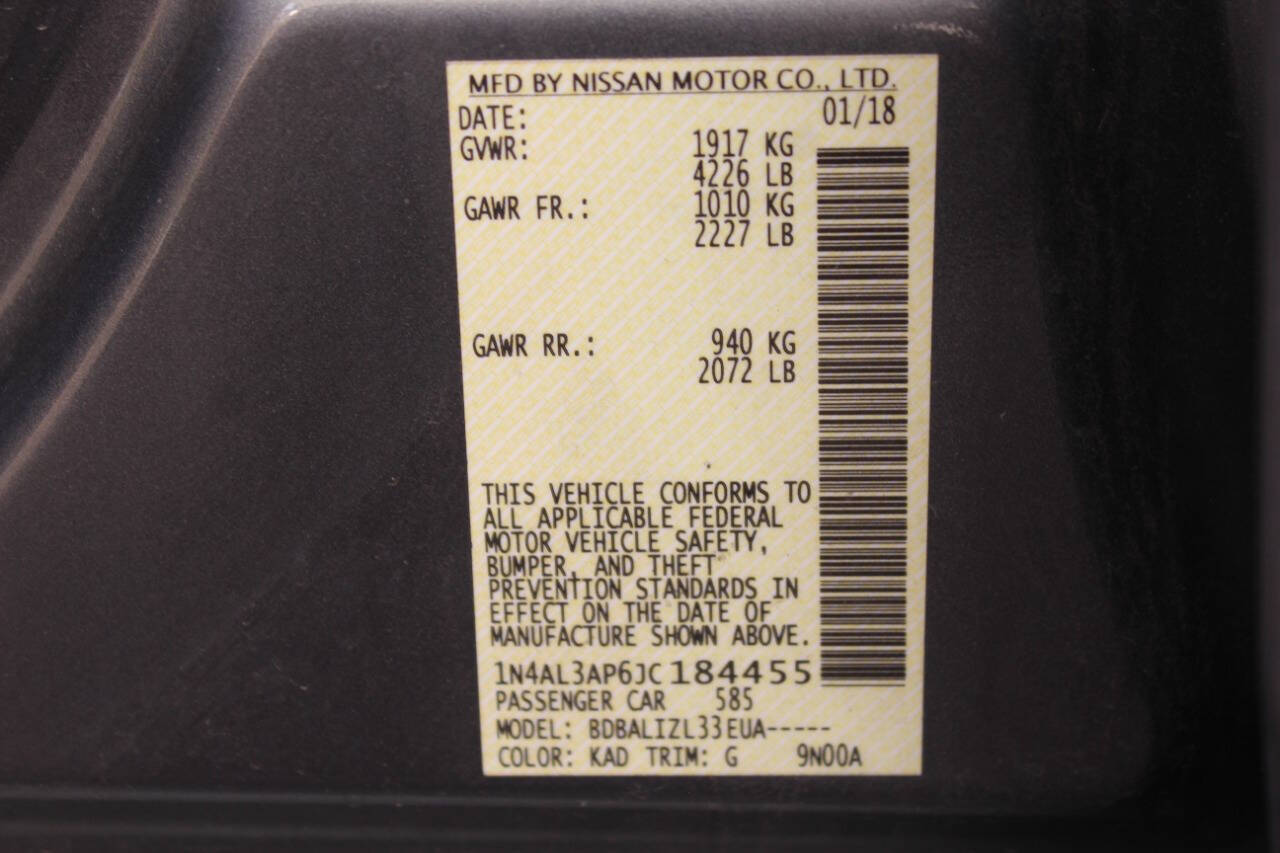 MFD BY NISSAN MOTOR CO., LTD.
DATE: 01/18
GVWR: 1917 KG
4226 LB
GAWR FR.: 1010 KG
2227 LB
GAWR RR.: 940 KG
2072 LB
THIS VEHICLE CONFORMS TO
ALL APPLICABLE FEDERAL
MOTOR VEHICLE SAFETY,
BUMPER, AND THEFT
PREVENTION STANDARDS IN
EFFECT ON THE DATE OF
MANUFACTURE SHOWN ABOVE.
1N4AL3AP6JC184455
PASSENGER CAR 585
MODEL: BDBALIZL33EUA-----
COLOR: KAD TRIM: G 9N00A